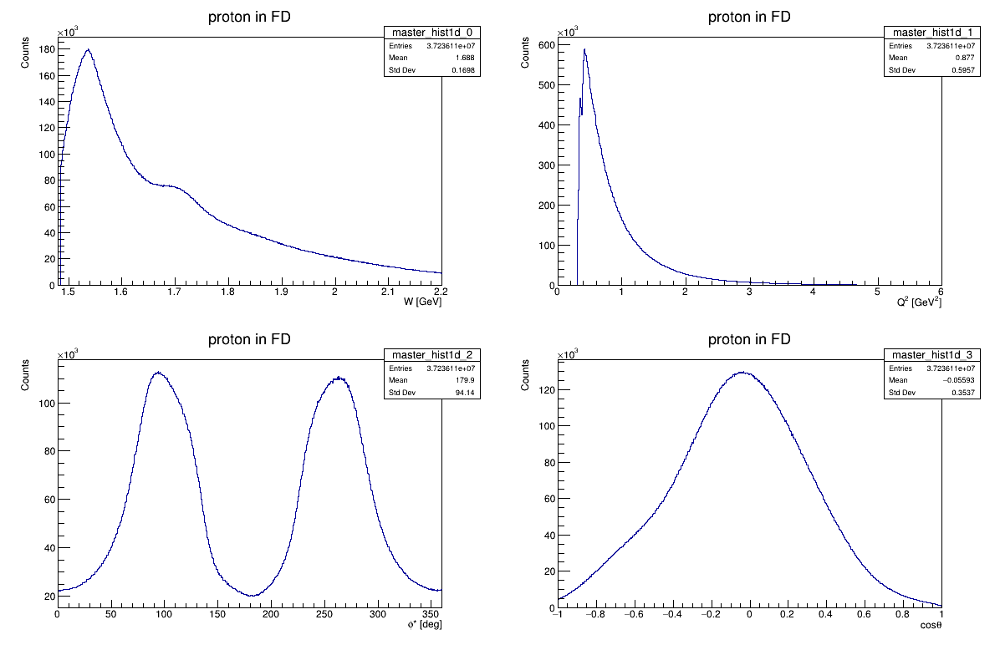 proton in FD
×10³
Counts
master_hist1d_0
Entries 3.723611e+07
Mean 1.688
Std Dev 0.1698
180
160
140
120
100
80
60
40
20
0
1.5 1.6 1.7 1.8 1.9 2 2.1 2.2
W [GeV]
proton in FD
×10³
Counts
master_hist1d_1
Entries 3.723611e+07
Mean 0.877
Std Dev 0.5957
600
500
400
300
200
100
0
0 1 2 3 4 5 6
Q² [GeV²]
proton in FD
×10³
Counts
master_hist1d_2
Entries 3.723611e+07
Mean 179.9
Std Dev 94.14
100
80
60
40
20
0 50 100 150 200 250 300 350
φ* [deg]
proton in FD
×10³
Counts
master_hist1d_3
Entries 3.723611e+07
Mean −0.05593
Std Dev 0.3537
120
100
80
60
40
20
0
−1 −0.8 −0.6 −0.4 −0.2 0 0.2 0.4 0.6 0.8 1
cosθ